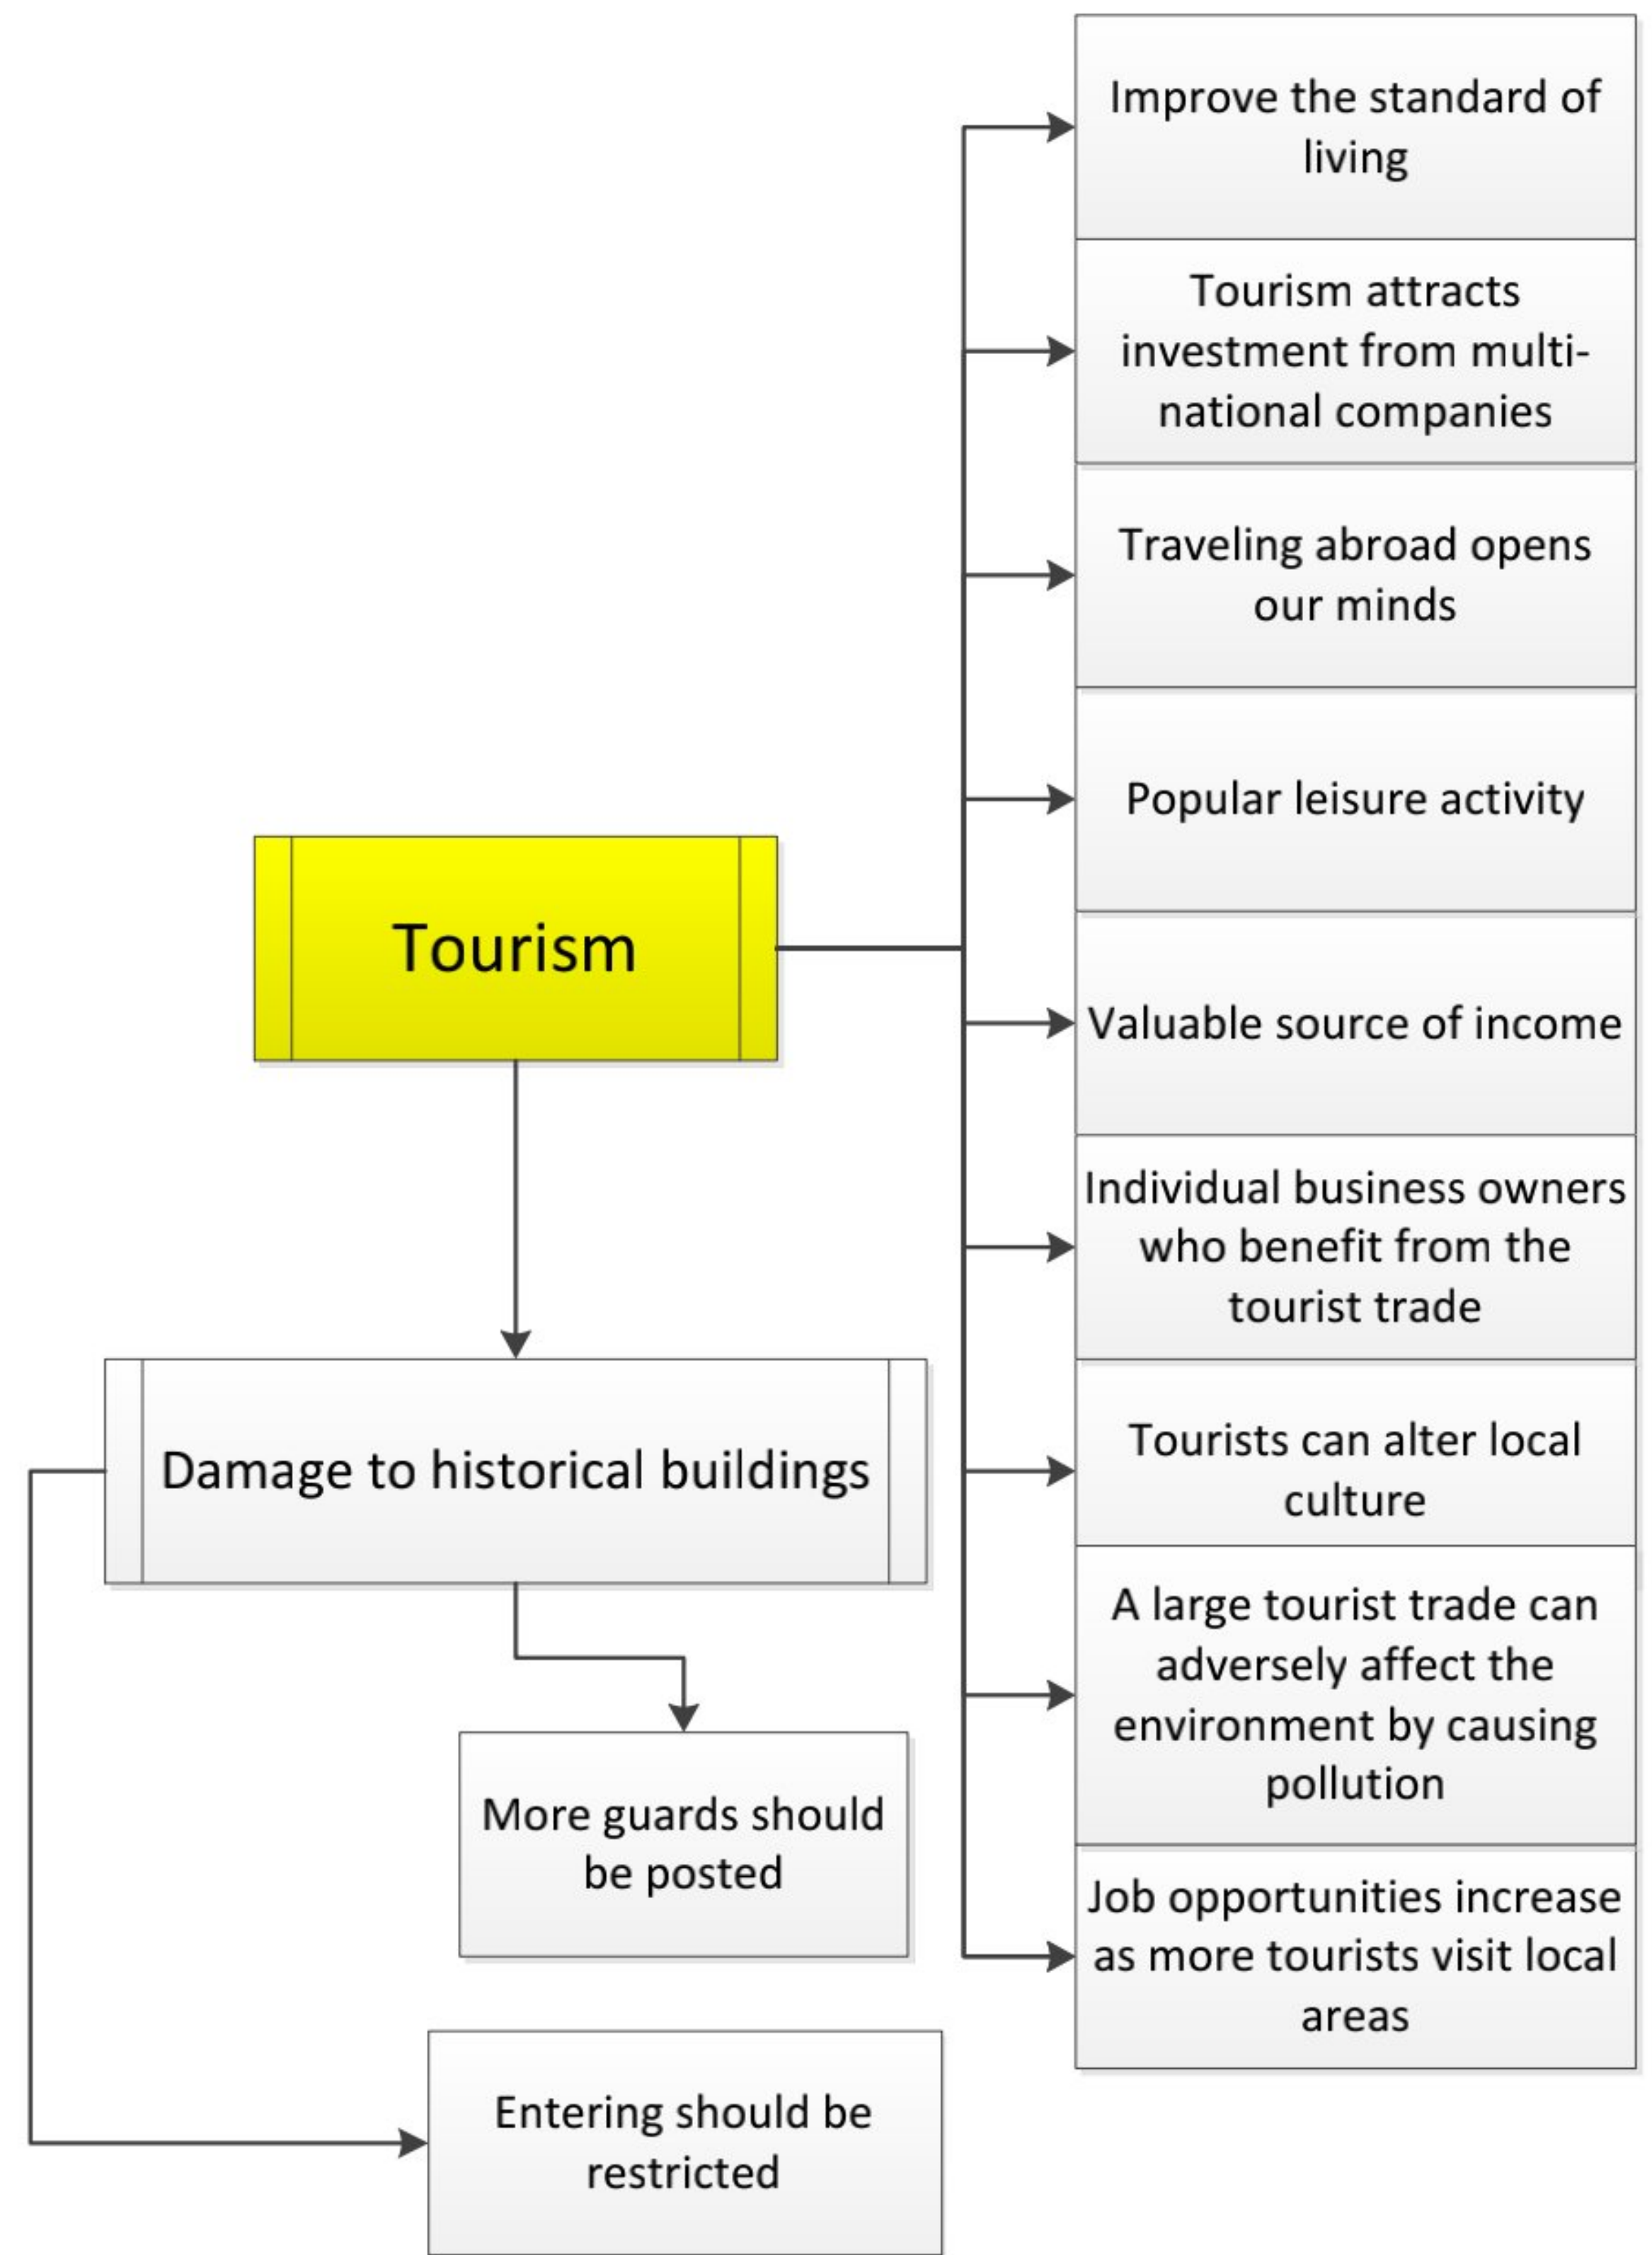 Improve the standard of
living
Tourism attracts
investment from multi-
national companies
Traveling abroad opens
our minds
Popular leisure activity
Tourism
Valuable source of income
Individual business owners
who benefit from the
tourist trade
Damage to historical buildings
Tourists can alter local
culture
A large tourist trade can
adversely affect the
environment by causing
pollution
More guards should
be posted
Job opportunities increase
as more tourists visit local
areas
Entering should be
restricted